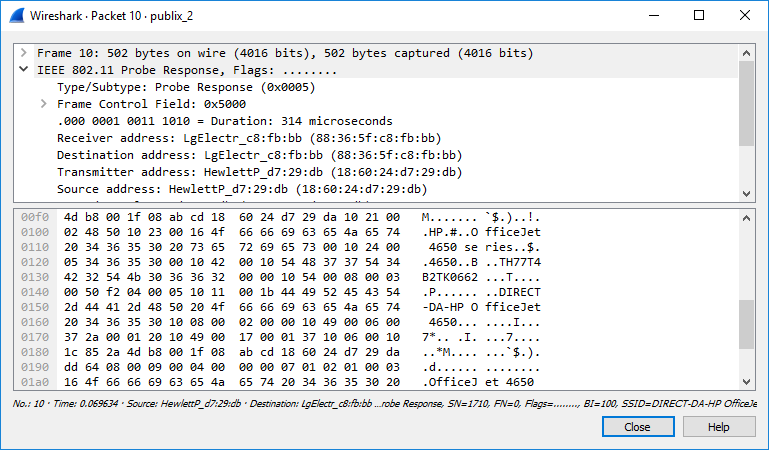 Wireshark · Packet 10 · publix_2
Frame 10: 502 bytes on wire (4016 bits), 502 bytes captured (4016 bits)
IEEE 802.11 Probe Response, Flags: ........
Type/Subtype: Probe Response (0x0005)
Frame Control Field: 0x5000
.000 0001 0011 1010 = Duration: 314 microseconds
Receiver address: LgElectr_c8:fb:bb (88:36:5f:c8:fb:bb)
Destination address: LgElectr_c8:fb:bb (88:36:5f:c8:fb:bb)
Transmitter address: HewlettP_d7:29:db (18:60:24:d7:29:db)
Source address: HewlettP_d7:29:db (18:60:24:d7:29:db)
00f0 4d b8 00 1f 08 ab cd 18 60 24 d7 29 da 10 21 00 M....... `$.)..!.
0100 02 48 50 10 23 00 16 4f 66 66 69 63 65 4a 65 74 .HP.#..O fficeJet
0110 20 34 36 35 30 20 73 65 72 69 65 73 00 10 24 00 4650 se ries..$.
0120 05 34 36 35 30 00 10 42 00 10 54 48 37 37 54 34 .4650..B ..TH77T4
0130 42 32 54 4b 30 36 36 32 00 00 10 54 00 08 00 03 B2TK0662 ...T....
0140 00 50 f2 04 00 05 10 11 00 1b 44 49 52 45 43 54 .P...... ..DIRECT
0150 2d 44 41 2d 48 50 20 4f 66 66 69 63 65 4a 65 74 -DA-HP O fficeJet
0160 20 34 36 35 30 10 08 00 02 00 00 10 49 00 06 00 4650... ....I...
0170 37 2a 00 01 20 10 49 00 17 00 01 37 10 06 00 10 7*.. .I. ...7....
0180 1c 85 2a 4d b8 00 1f 08 ab cd 18 60 24 d7 29 da ..*M.... ...`$.).
0190 dd 64 08 00 09 00 04 00 00 00 07 01 02 01 00 03 .d...... ........
01a0 16 4f 66 66 69 63 65 4a 65 74 20 34 36 35 30 20 .OfficeJ et 4650
No.: 10 · Time: 0.069634 · Source: HewlettP_d7:29:db · Destination: LgElectr_c8:fb:bb ...robe Response, SN=1710, FN=0, Flags=........, BI=100, SSID=DIRECT-DA-HP OfficeJe
Close Help